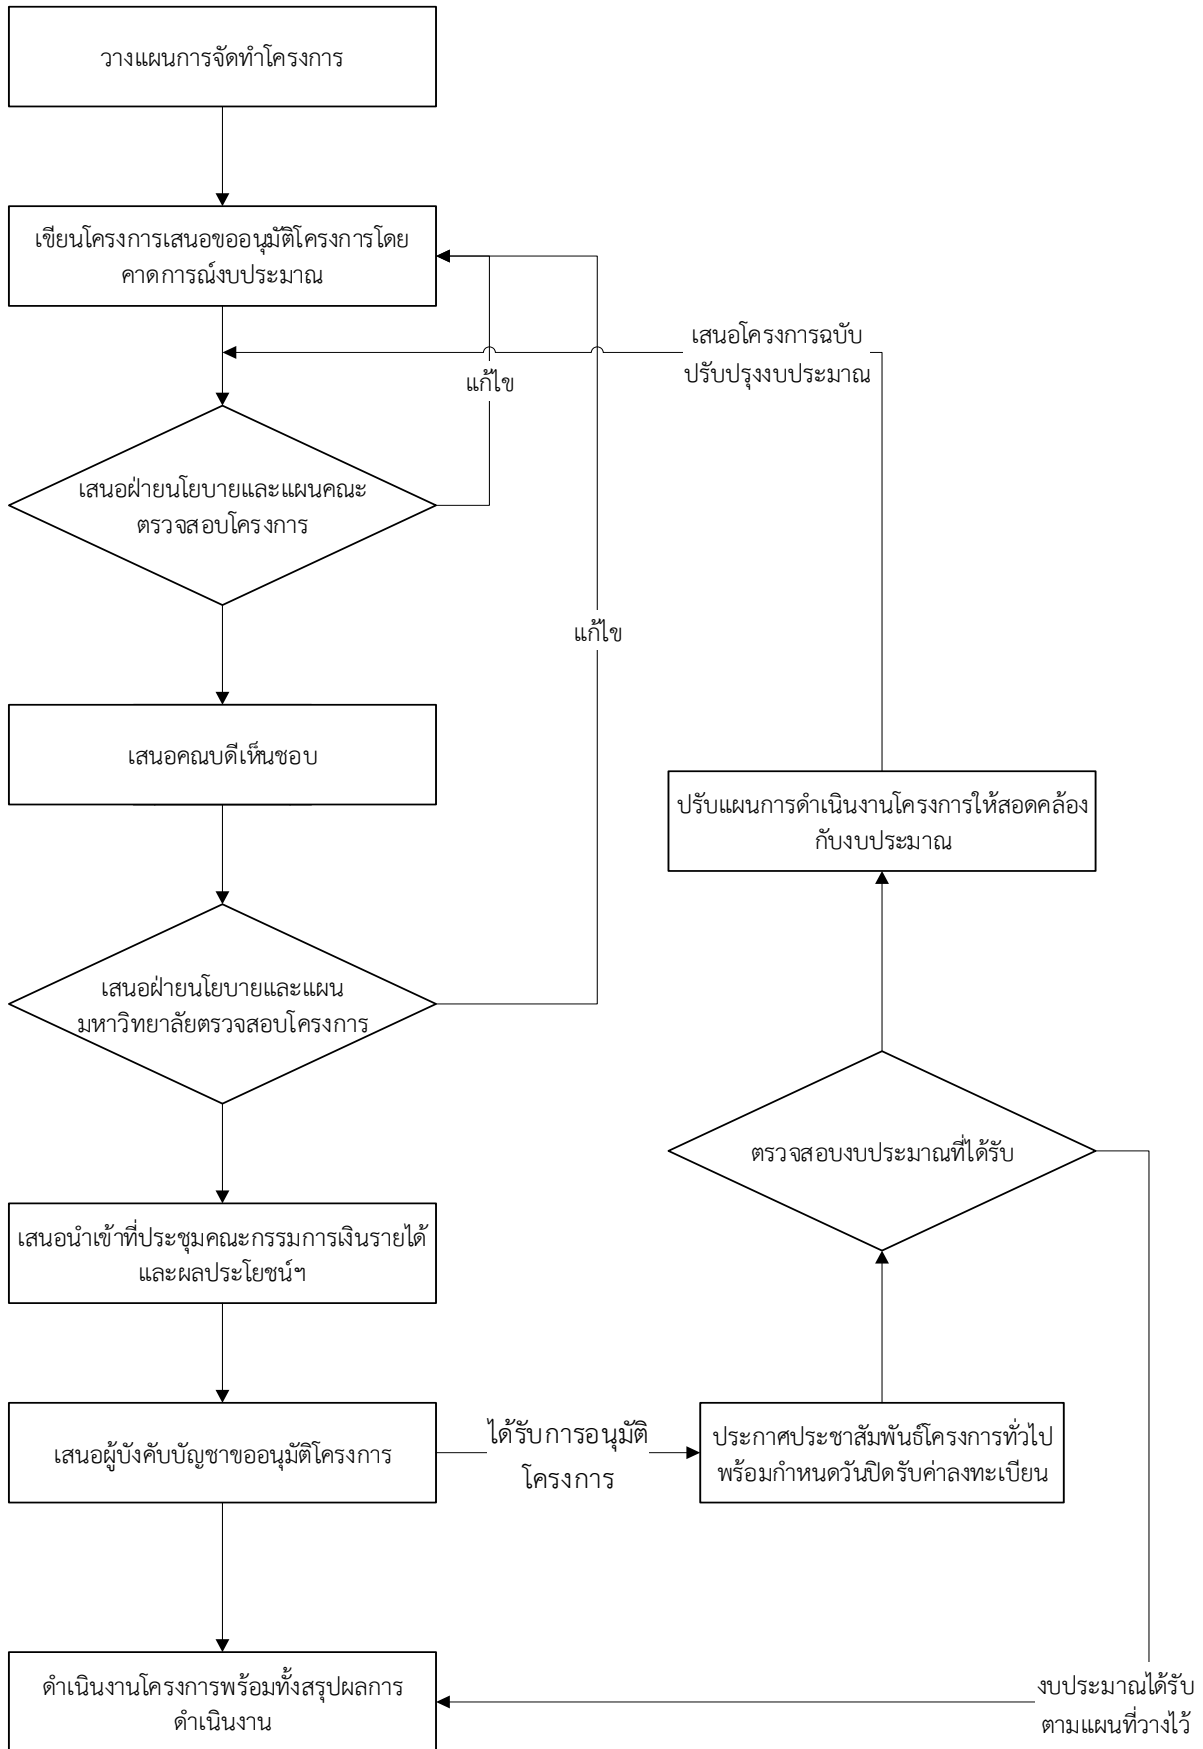 วางแผนการจัดทำโครงการ
เขียนโครงการเสนอขออนุมัติโครงการโดย
คาดการณ์งบประมาณ
เสนอโครงการฉบับ
ปรับปรุงงบประมาณ
แก้ไข
เสนอฝ่ายนโยบายและแผนคณะ
ตรวจสอบโครงการ
แก้ไข
เสนอคณบดีเห็นชอบ
ปรับแผนการดำเนินงานโครงการให้สอดคล้อง
กับงบประมาณ
เสนอฝ่ายนโยบายและแผน
มหาวิทยาลัยตรวจสอบโครงการ
ตรวจสอบงบประมาณที่ได้รับ
เสนอนำเข้าที่ประชุมคณะกรรมการเงินรายได้
และผลประโยชน์ฯ
เสนอผู้บังคับบัญชาขออนุมัติโครงการ
ได้รับการอนุมัติ
โครงการ
ประกาศประชาสัมพันธ์โครงการทั่วไป
พร้อมกำหนดวันปิดรับค่าลงทะเบียน
ดำเนินงานโครงการพร้อมทั้งสรุปผลการ
ดำเนินงาน
งบประมาณได้รับ
ตามแผนที่วางไว้